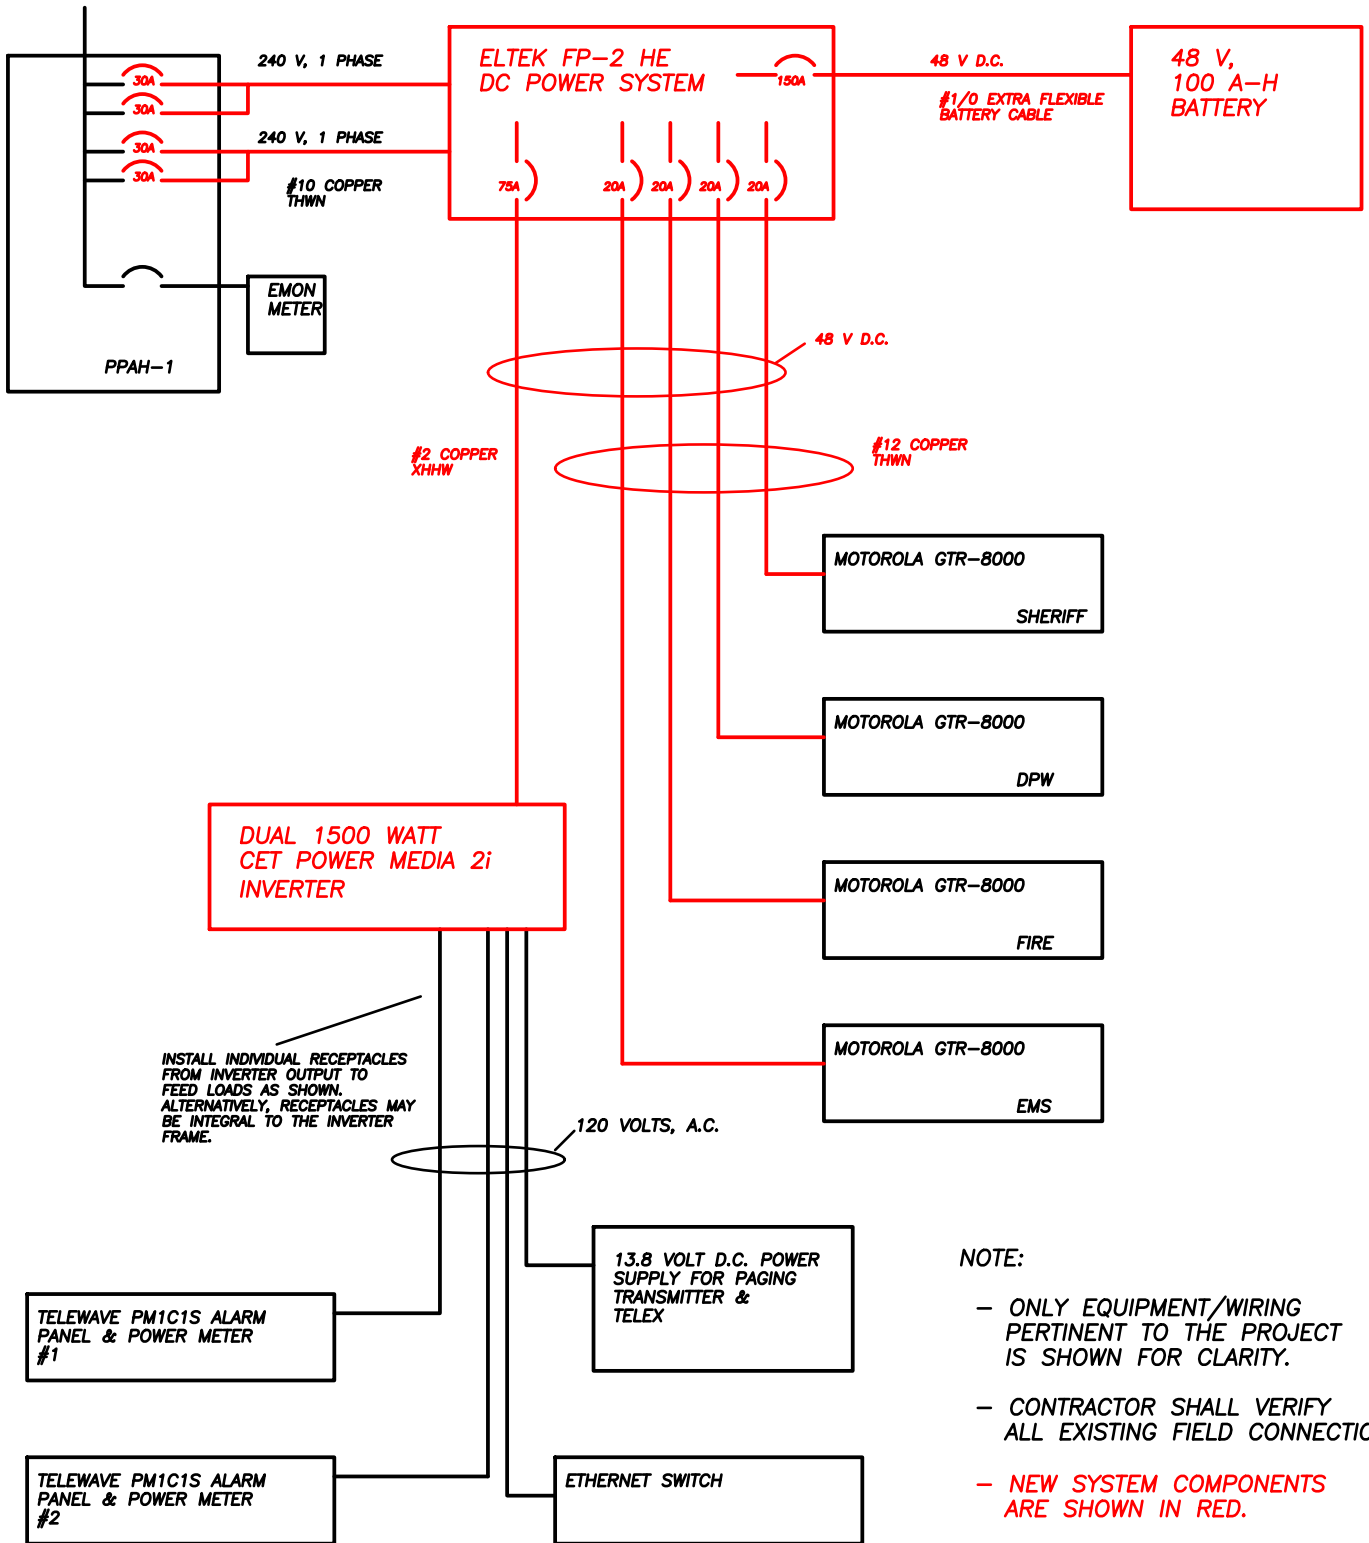 240 V, 1 PHASE
30A
30A
240 V, 1 PHASE
30A
30A
#10 COPPER
THWN
EMON
METER
PPAH-1
ELTEK FP-2 HE
DC POWER SYSTEM
150A
75A
20A
20A
20A
20A
48 V D.C.
#1/0 EXTRA FLEXIBLE
BATTERY CABLE
48 V,
100 A-H
BATTERY
48 V D.C.
#2 COPPER
XHHW
#12 COPPER
THWN
MOTOROLA GTR-8000
SHERIFF
MOTOROLA GTR-8000
DPW
MOTOROLA GTR-8000
FIRE
MOTOROLA GTR-8000
EMS
DUAL 1500 WATT
CET POWER MEDIA 2i
INVERTER
INSTALL INDIVIDUAL RECEPTACLES
FROM INVERTER OUTPUT TO
FEED LOADS AS SHOWN.
ALTERNATIVELY, RECEPTACLES MAY
BE INTEGRAL TO THE INVERTER
FRAME.
120 VOLTS, A.C.
13.8 VOLT D.C. POWER
SUPPLY FOR PAGING
TRANSMITTER &
TELEX
TELEWAVE PM1C1S ALARM
PANEL & POWER METER
#1
TELEWAVE PM1C1S ALARM
PANEL & POWER METER
#2
ETHERNET SWITCH
NOTE:
- ONLY EQUIPMENT/WIRING
PERTINENT TO THE PROJECT
IS SHOWN FOR CLARITY.
- CONTRACTOR SHALL VERIFY
ALL EXISTING FIELD CONNECTIO
- NEW SYSTEM COMPONENTS
ARE SHOWN IN RED.